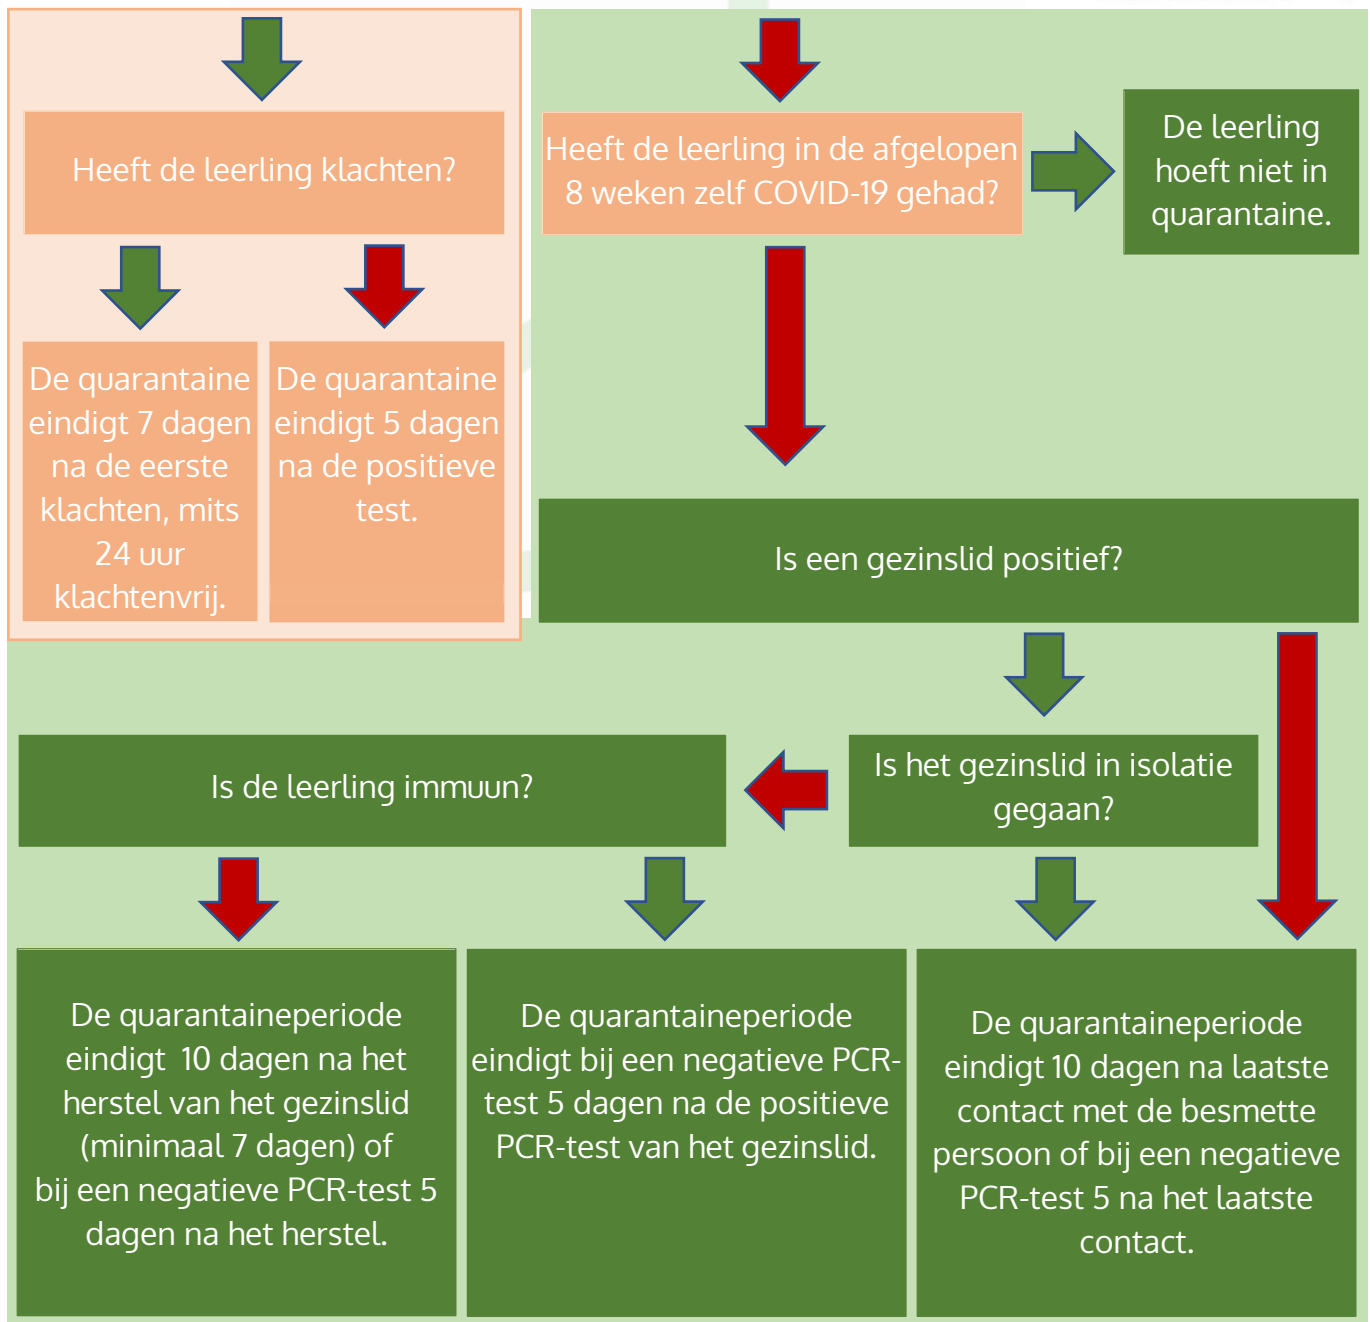 Heeft de leerling klachten?
De quarantaine
eindigt 7 dagen
na de eerste
klachten, mits
24 uur
klachtenvrij.
De quarantaine
eindigt 5 dagen
na de positieve
test.
Heeft de leerling in de afgelopen
8 weken zelf COVID-19 gehad?
De leerling
hoeft niet in
quarantaine.
Is een gezinslid positief?
Is het gezinslid in isolatie
gegaan?
Is de leerling immuun?
De quarantaineperiode
eindigt 10 dagen na het
herstel van het gezinslid
(minimaal 7 dagen) of
bij een negatieve PCR-test 5
dagen na het herstel.
De quarantaineperiode
eindigt bij een negatieve PCR-
test 5 dagen na de positieve
PCR-test van het gezinslid.
De quarantaineperiode
eindigt 10 dagen na laatste
contact met de besmette
persoon of bij een negatieve
PCR-test 5 na het laatste
contact.